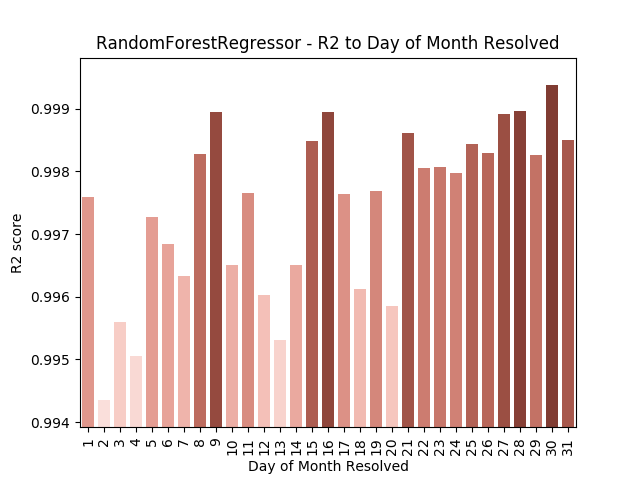 RandomForestRegressor - R2 to Day of Month Resolved
0.999
0.998
0.997
0.996
0.995
0.994
R2 score
1 2 3 4 5 6 7 8 9 10 11 12 13 14 15 16 17 18 19 20 21 22 23 24 25 26 27 28 29 30 31
Day of Month Resolved